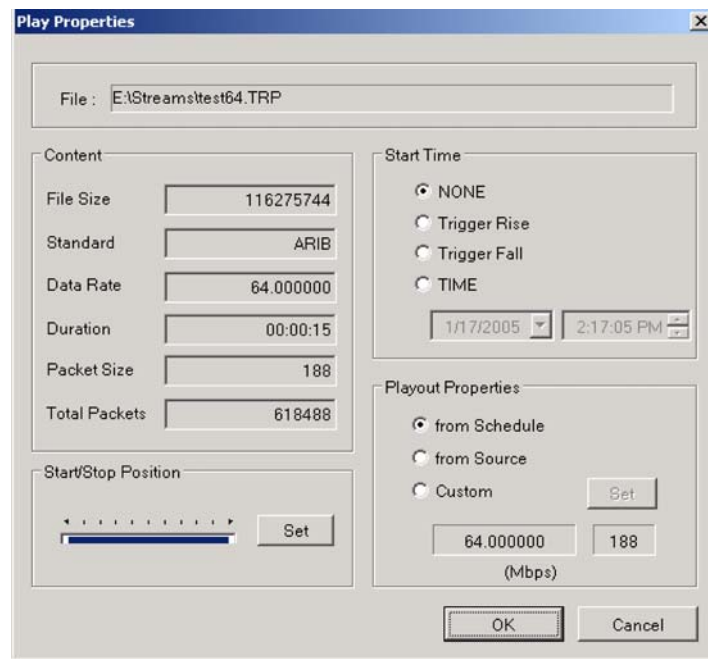 Play Properties
File : E:\Streams\test64.TRP
Content
File Size 116275744
Standard ARIB
Data Rate 64.000000
Duration 00:00:15
Packet Size 188
Total Packets 618488
Start/Stop Position
Set
Start Time
NONE
Trigger Rise
Trigger Fall
TIME
1/17/2005 2:17:05 PM
Playout Properties
from Schedule
from Source
Custom Set
64.000000 188
(Mbps)
OK Cancel